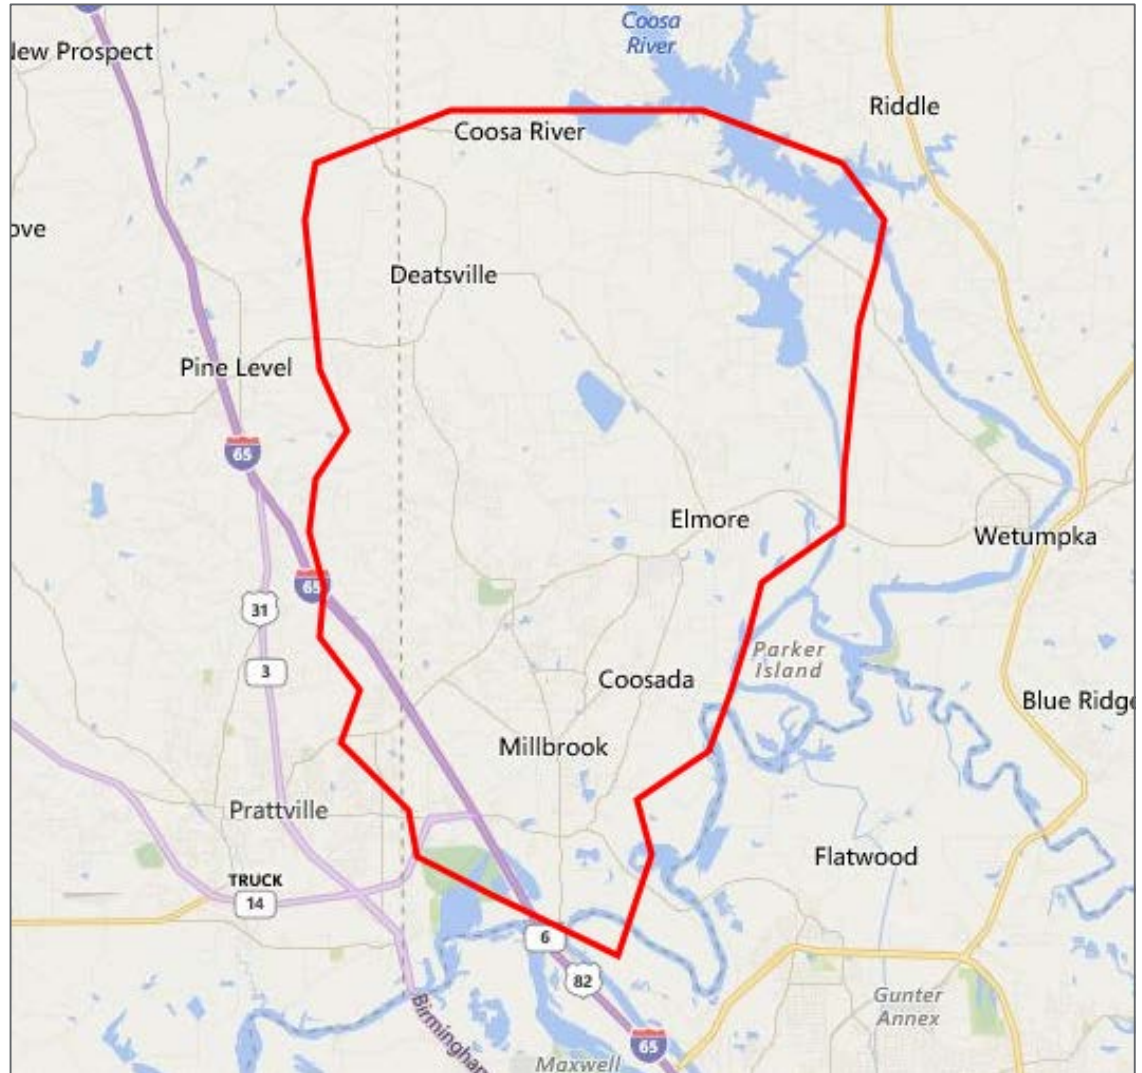 Coosa
River
New Prospect
Riddle
Coosa River
ove
Deatsville
Pine Level
65
Elmore
Wetumpka
65
31
Parker
Island
3
Coosada
Blue Ridge
Millbrook
Prattville
Flatwood
TRUCK
14
6
82
Gunter
Annex
Birmingham
65
Maxwell